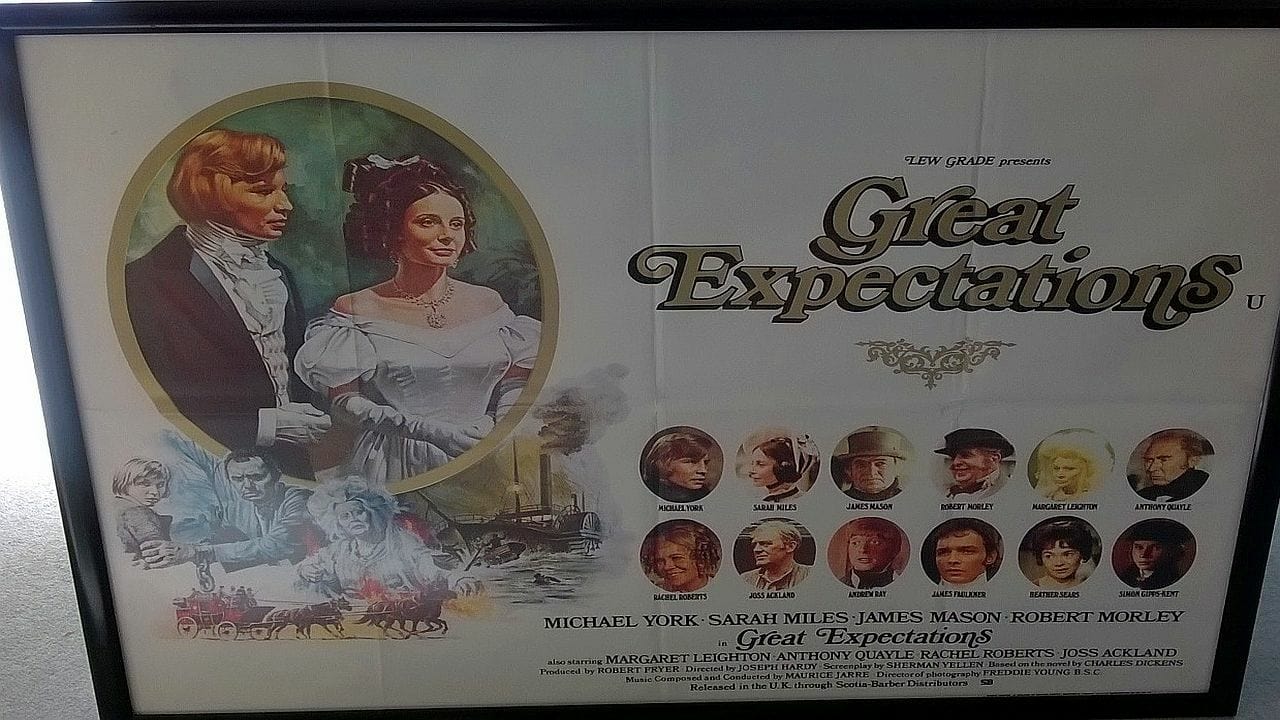 LEW GRADE presents
Great
Expectations
U
MICHAEL YORK SARAH MILES JAMES MASON ROBERT MORLEY MARGARET LEIGHTON ANTHONY QUAYLE
RACHEL ROBERTS JOSS ACKLAND ANDREW RAY JAMES FAULKNER HEATHER SEARS SIMON GIPPS-KENT
MICHAEL YORK · SARAH MILES · JAMES MASON · ROBERT MORLEY
in Great Expectations
also starring MARGARET LEIGHTON · ANTHONY QUAYLE RACHEL ROBERTS · JOSS ACKLAND
Produced by ROBERT FRYER Directed by JOSEPH HARDY · Screenplay by SHERMAN YELLEN · Based on the novel by CHARLES DICKENS
Music Composed and Conducted by MAURICE JARRE Director of photography FREDDIE YOUNG B.S.C.
Released in the U.K. through Scotia-Barber Distributors